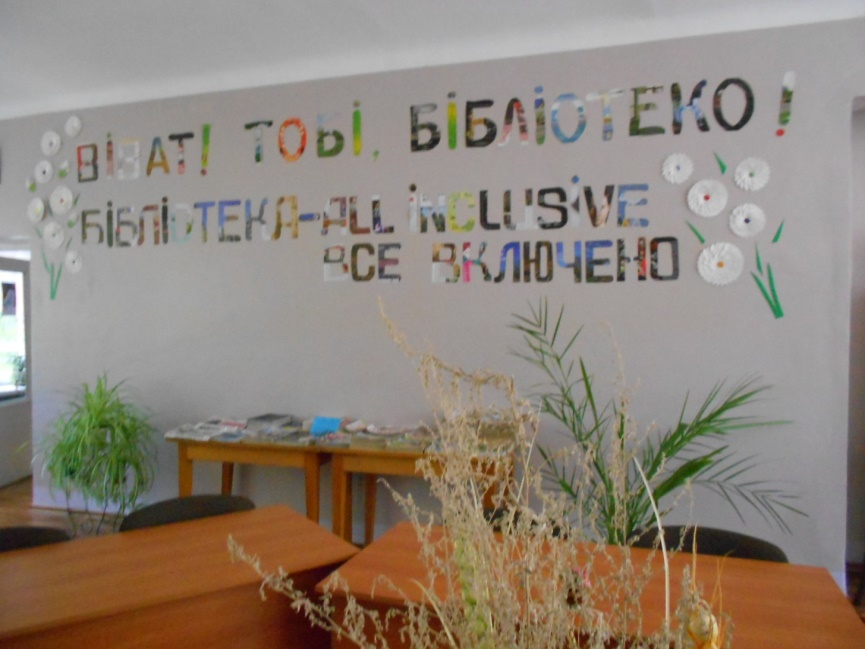 ВІВАТ! ТОБІ, БІБЛІОТЕКО!
БІБЛІОТЕКА-ALL iNCLUSiVE
ВСЕ ВКЛЮЧЕНО